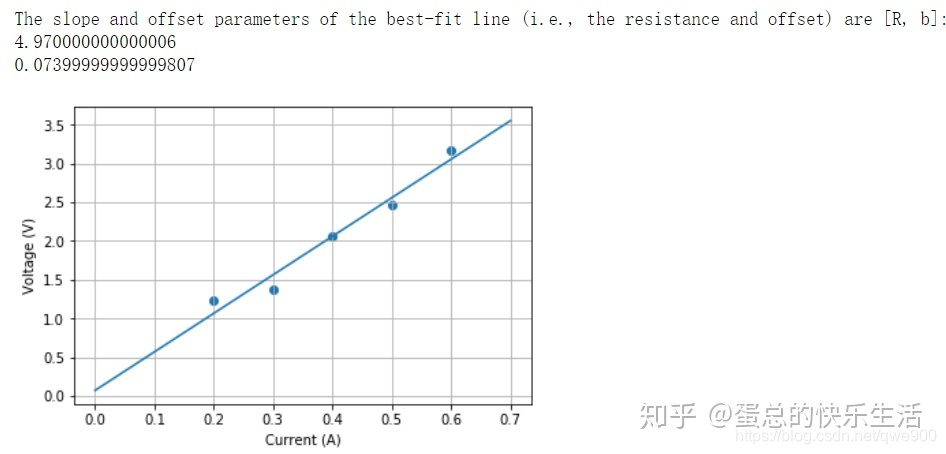 The slope and offset parameters of the best-fit line (i.e., the resistance and offset) are [R, b]:
4.970000000000006
0.07399999999999807
3.5
3.0
2.5
2.0
1.5
1.0
0.5
0.0
Voltage (V)
0.0 0.1 0.2 0.3 0.4 0.5 0.6 0.7
Current (A)
知乎 @蛋总的快乐生活
https://blog.csdn.net/qwe900